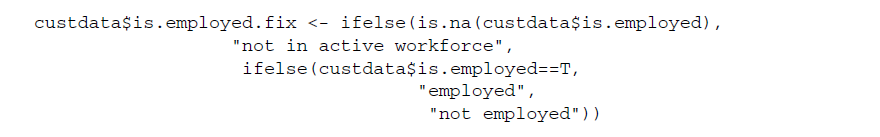 custdata$is.employed.fix <- ifelse(is.na(custdata$is.employed),
"not in active workforce",
ifelse(custdata$is.employed==T,
"employed",
"not employed"))